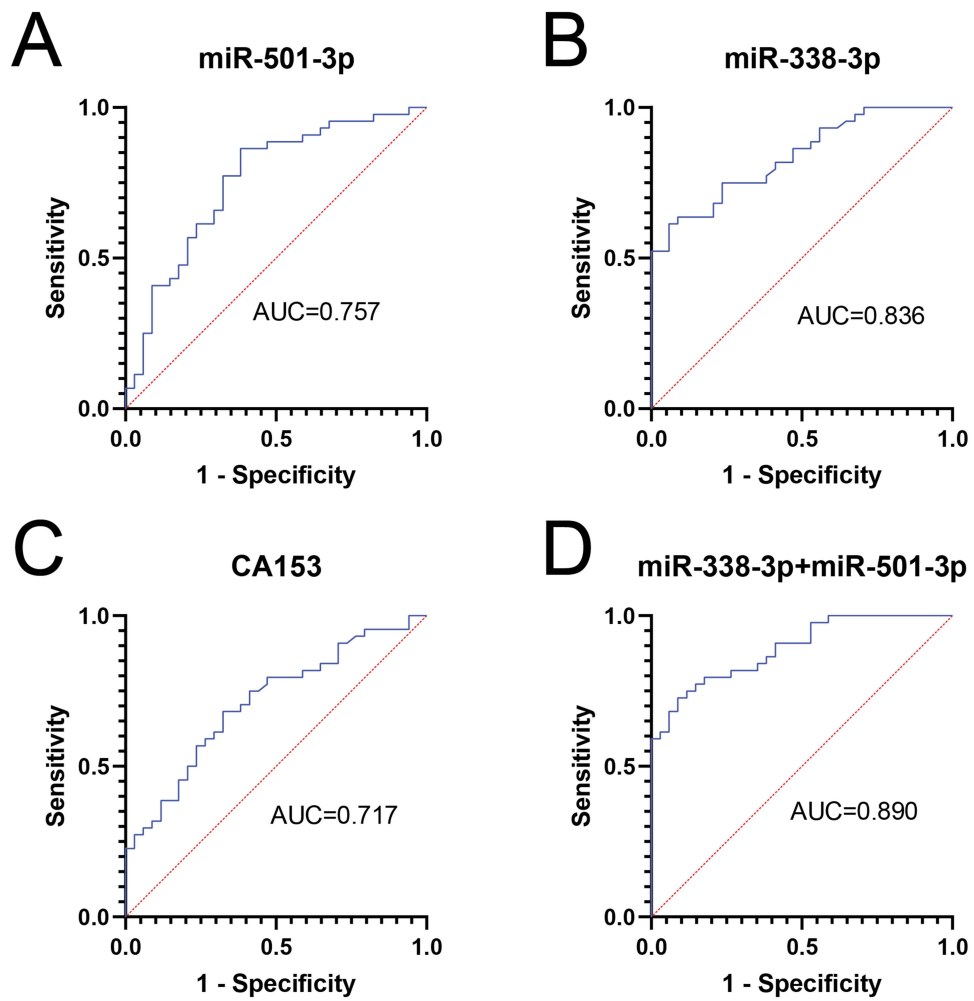 A
miR-501-3p
1.0
0.5
0.0
Sensitivity
AUC=0.757
0.0 0.5 1.0
1 - Specificity
B
miR-338-3p
1.0
0.5
0.0
Sensitivity
AUC=0.836
0.0 0.5 1.0
1 - Specificity
C
CA153
1.0
0.5
0.0
Sensitivity
AUC=0.717
0.0 0.5 1.0
1 - Specificity
D
miR-338-3p+miR-501-3p
1.0
0.5
0.0
Sensitivity
AUC=0.890
0.0 0.5 1.0
1 - Specificity